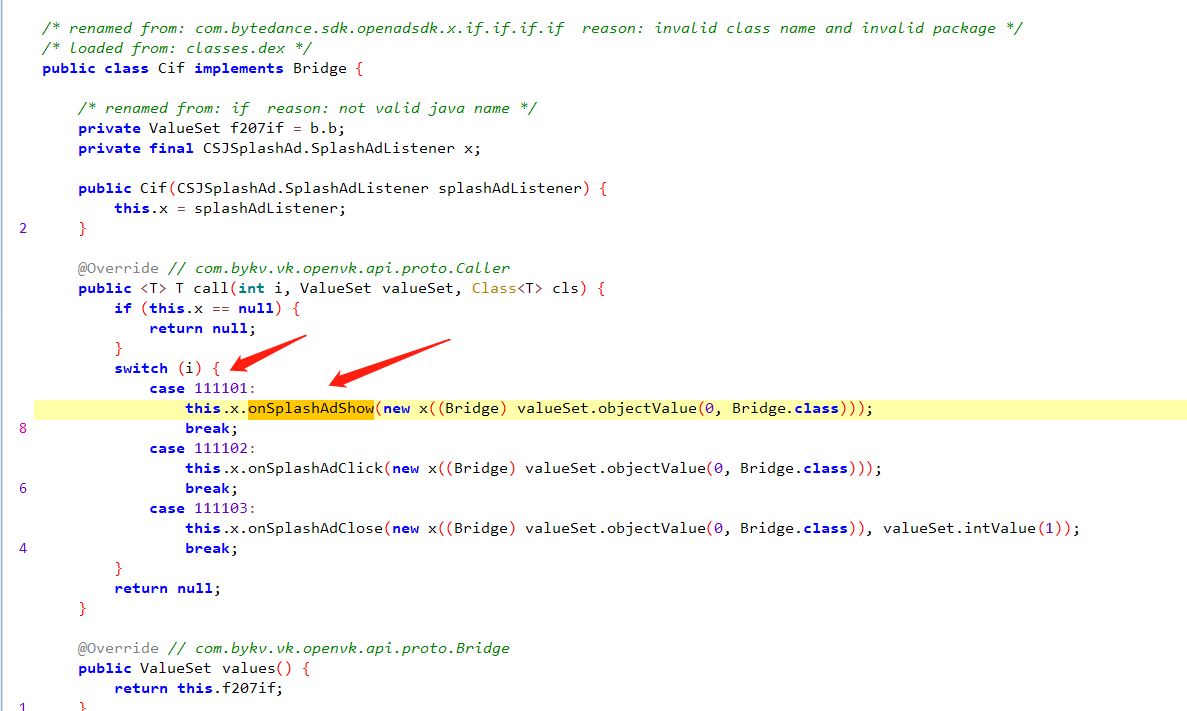 /* renamed from: com.bytedance.sdk.openadsdk.x.if.if.if.if  reason: invalid class name and invalid package */
/* loaded from: classes.dex */
public class Cif implements Bridge {
/* renamed from: if  reason: not valid java name */
private ValueSet f207if = b.b;
private final CSJSplashAd.SplashAdListener x;
public Cif(CSJSplashAd.SplashAdListener splashAdListener) {
this.x = splashAdListener;
2 }
@Override // com.bykv.vk.openvk.api.proto.Caller
public <T> T call(int i, ValueSet valueSet, Class<T> cls) {
if (this.x == null) {
return null;
}
switch (i) {
case 111101:
this.x.onSplashAdShow(new x((Bridge) valueSet.objectValue(0, Bridge.class)));
8 break;
case 111102:
this.x.onSplashAdClick(new x((Bridge) valueSet.objectValue(0, Bridge.class)));
6 break;
case 111103:
this.x.onSplashAdClose(new x((Bridge) valueSet.objectValue(0, Bridge.class)), valueSet.intValue(1));
4 break;
}
return null;
}
@Override // com.bykv.vk.openvk.api.proto.Bridge
public ValueSet values() {
return this.f207if;
1 }